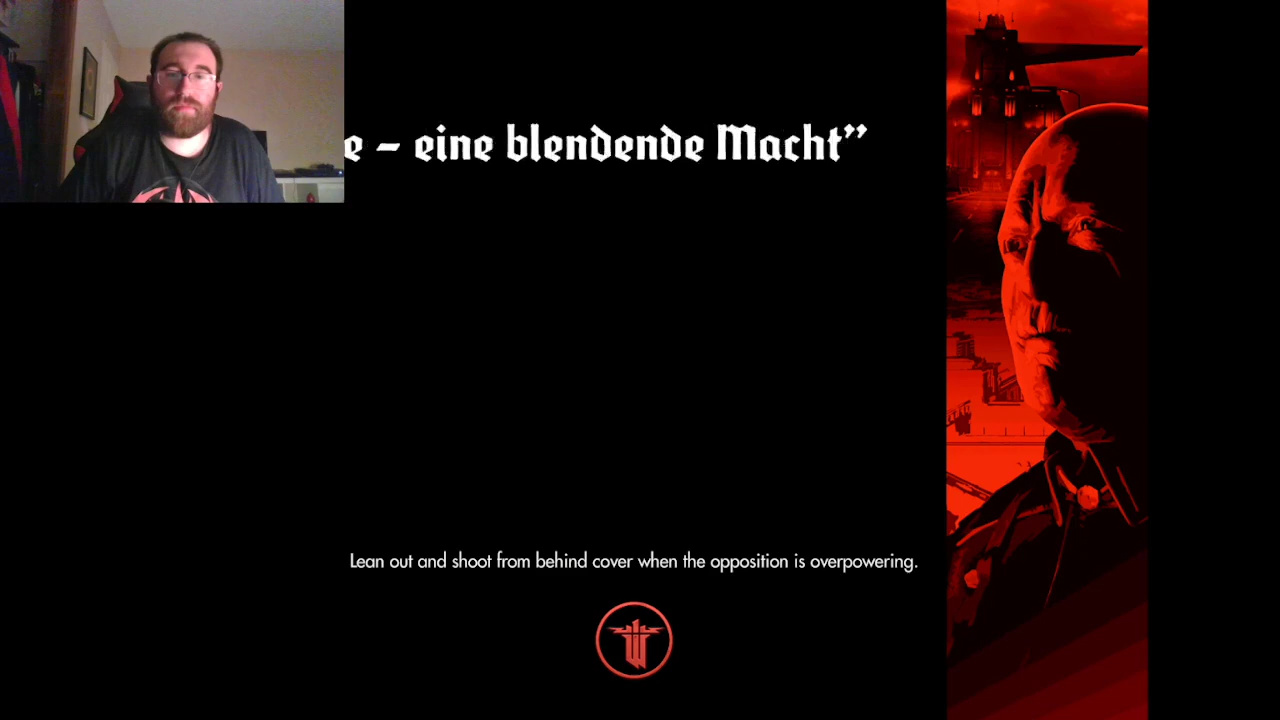 e – eine blendende Macht”
Lean out and shoot from behind cover when the opposition is overpowering.